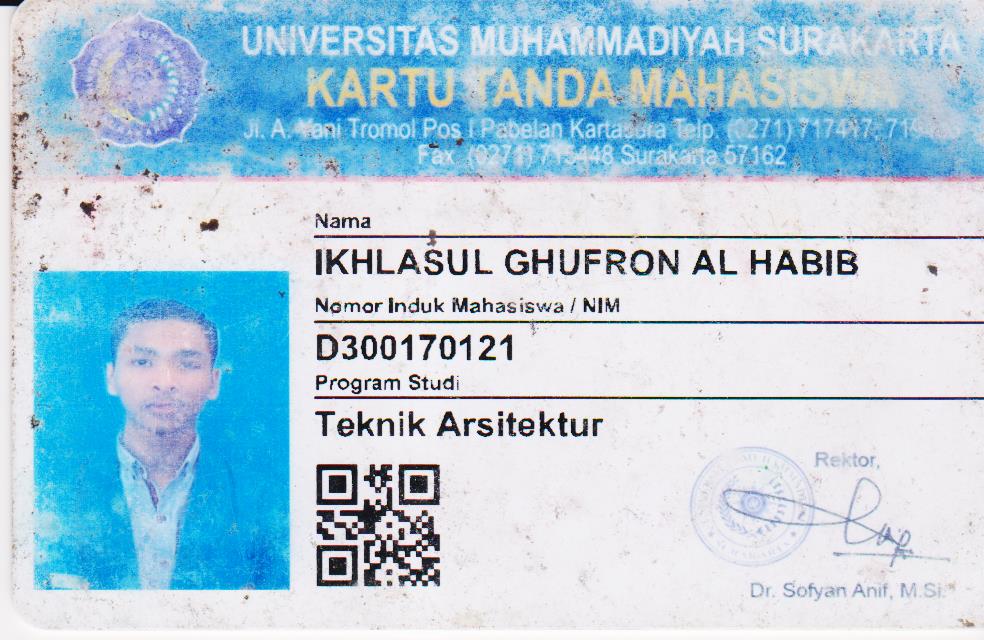 UNIVERSITAS MUHAMMADIYAH SURAKARTA
KARTU TANDA MAHASISWA
Jl. A. Yani Tromol Pos I Pabelan Kartasura Telp. (0271) 717417,
Fax. (0271) 715448 Surakarta 57162
Nama
IKHLASUL GHUFRON AL HABIB
Nomor Induk Mahasiswa / NIM
D300170121
Program Studi
Teknik Arsitektur
Rektor,
Dr. Sofyan Anif, M.Si.